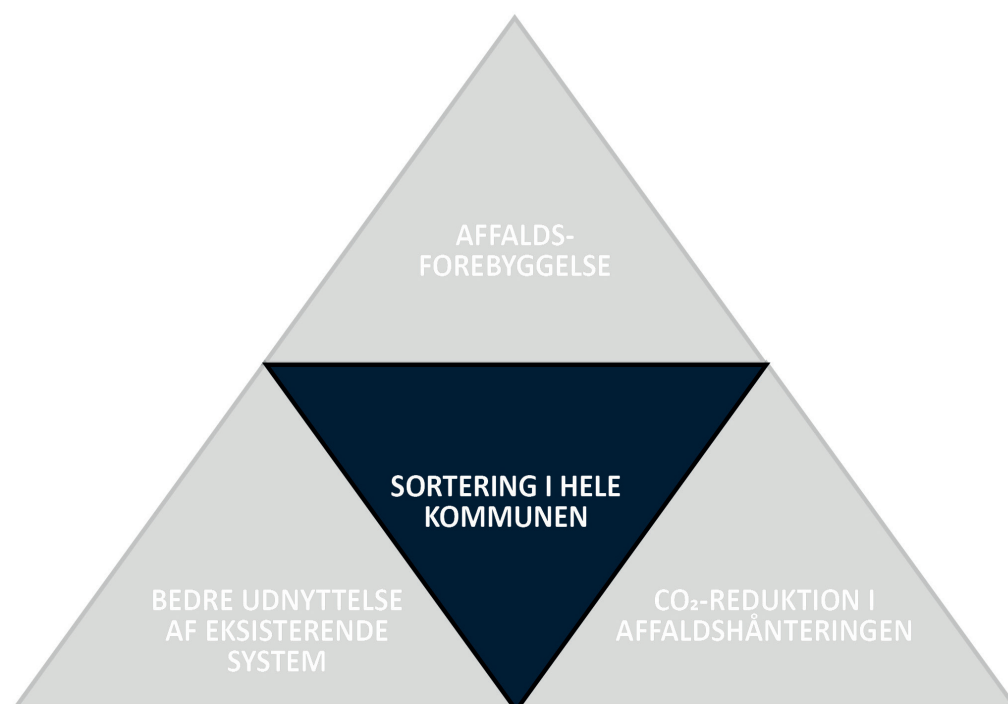 AFFALDS-
FOREBYGGELSE
SORTERING I HELE
KOMMUNEN
BEDRE UDNYTTELSE
AF EKSISTERENDE
SYSTEM
CO₂-REDUKTION I
AFFALDSHÅNTERINGEN